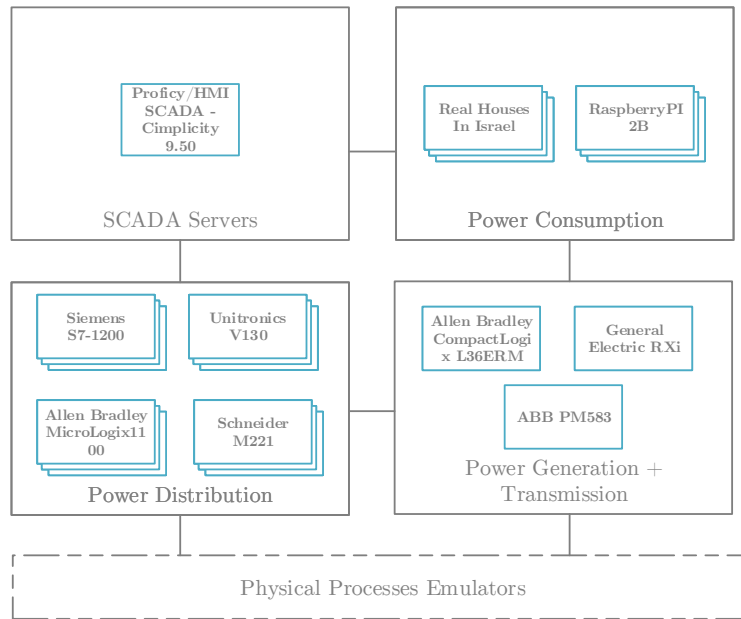 Proficy/HMI
SCADA -
Cimplicity
9.50
SCADA Servers
Real Houses
In Israel
RaspberryPI
2B
Power Consumption
Siemens
S7-1200
Unitronics
V130
Allen Bradley
MicroLogix11
00
Schneider
M221
Power Distribution
Allen Bradley
CompactLogi
x L36ERM
General
Electric RXi
ABB PM583
Power Generation +
Transmission
Physical Processes Emulators